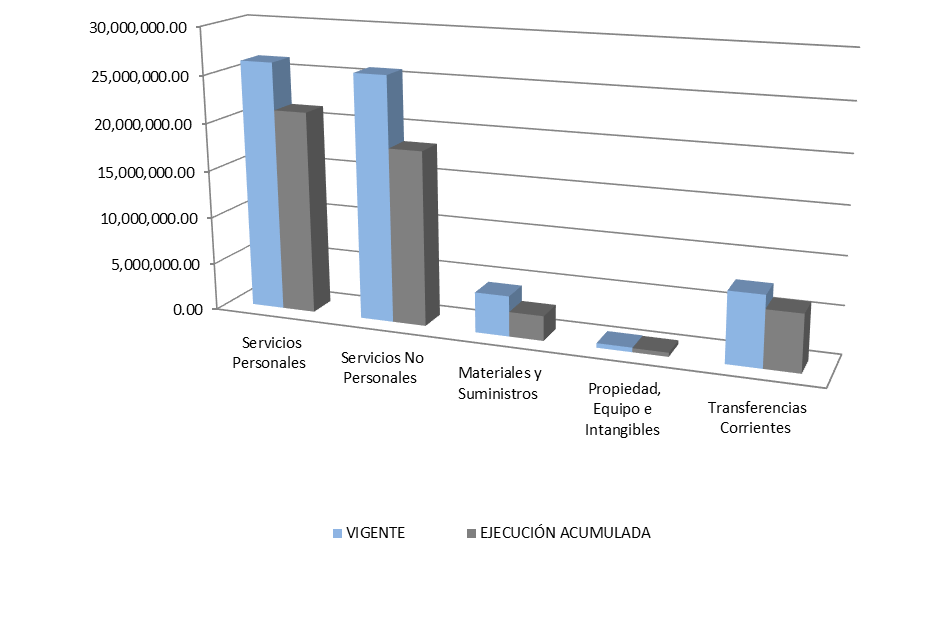 30,000,000.00
25,000,000.00
20,000,000.00
15,000,000.00
10,000,000.00
5,000,000.00
0.00
Servicios
Personales
Servicios No
Personales
Materiales y
Suministros
Propiedad,
Equipo e
Intangibles
Transferencias
Corrientes
VIGENTE
EJECUCIÓN ACUMULADA